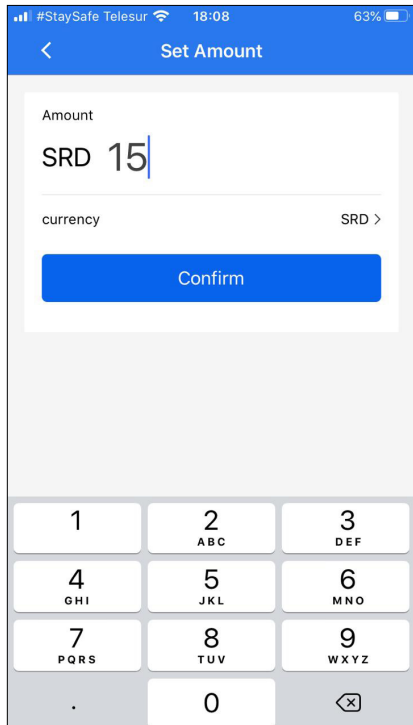 #StaySafe Telesur 18:08 63%
Set Amount
Amount
SRD 15
currency SRD >
Confirm
1 2 3
ABC DEF
4 5 6
GHI JKL MNO
7 8 9
PQRS TUV WXYZ
. 0